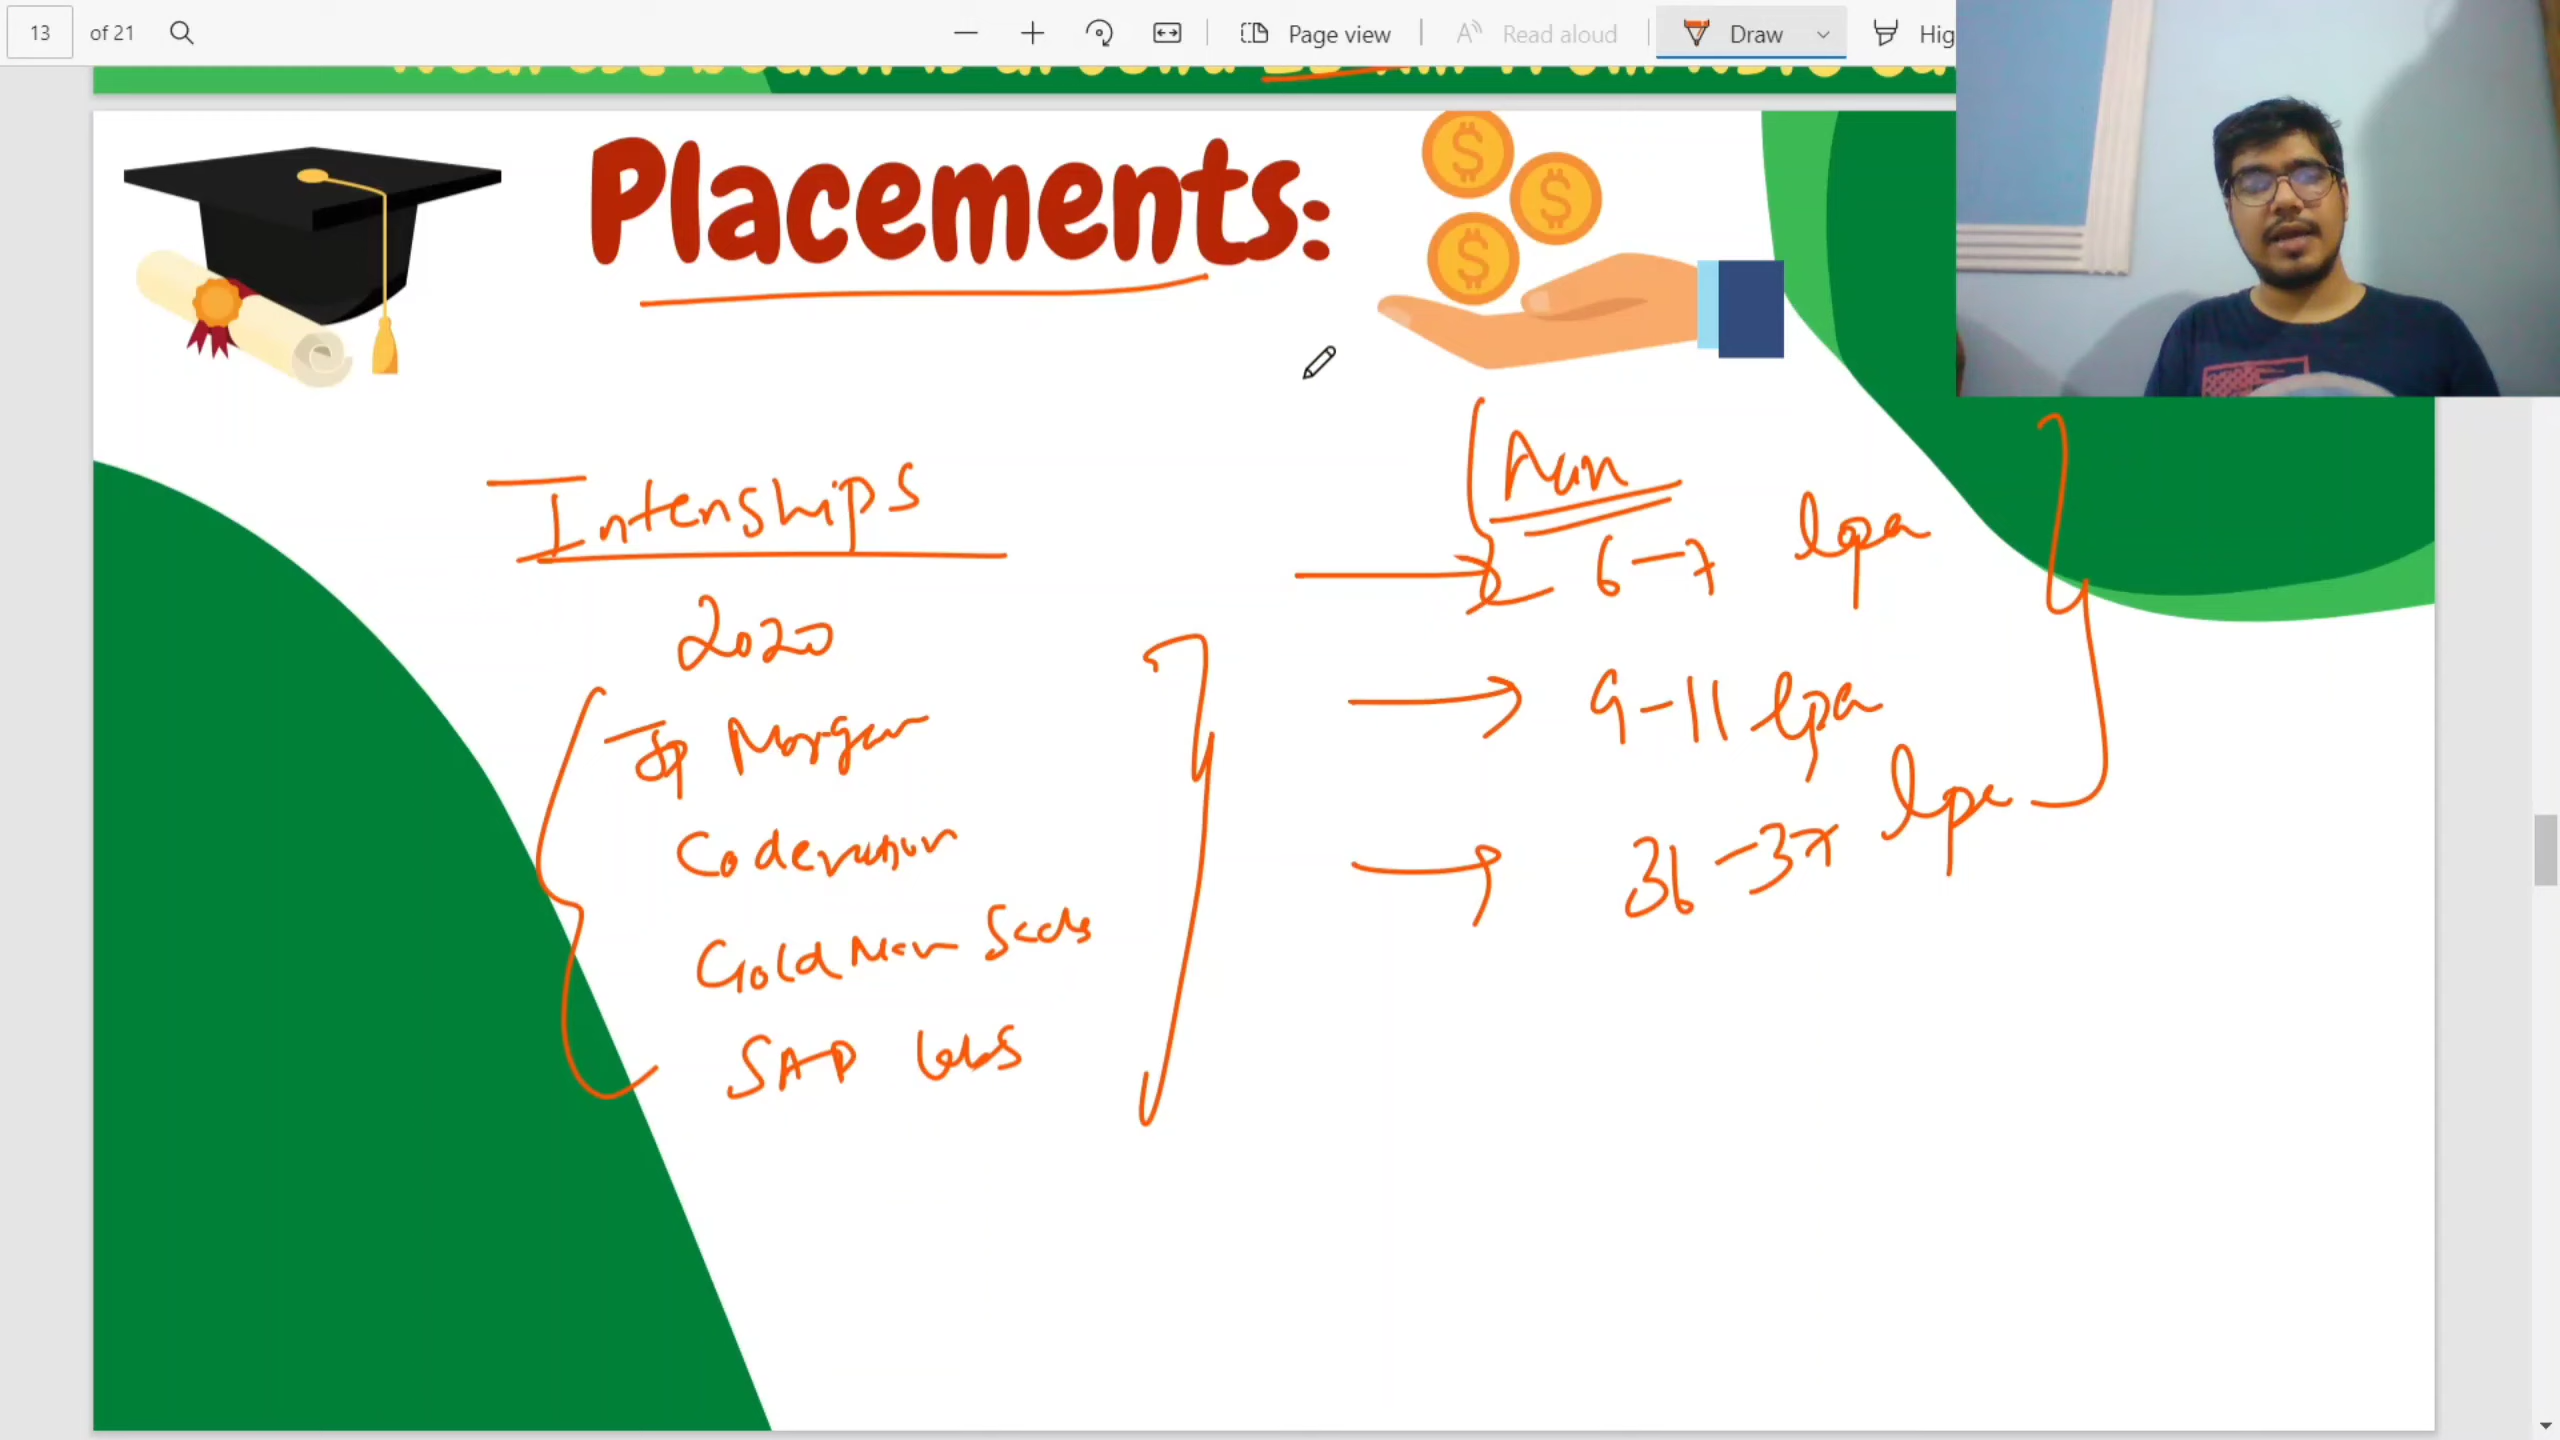 13 of 21 Page view Read aloud Draw Hig
Placements:
Intenships
2020
JP Morgan
Codenation
Goldman Sachs
SAP labs
6-7 lpa
9-11 lpa
36-37 lpa